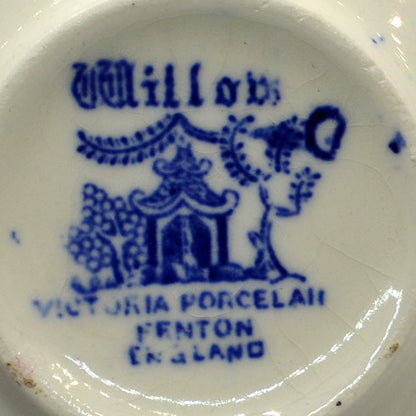 Willow
VICTORIA PORCELAIN
FENTON
ENGLAND